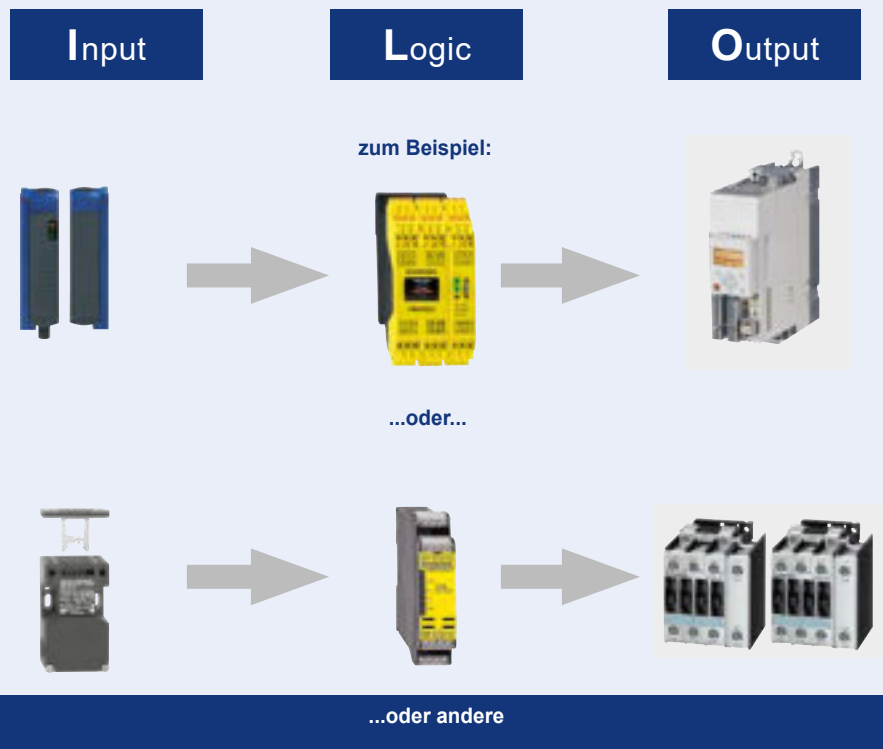 Input
Logic
Output
zum Beispiel:
...oder...
...oder andere